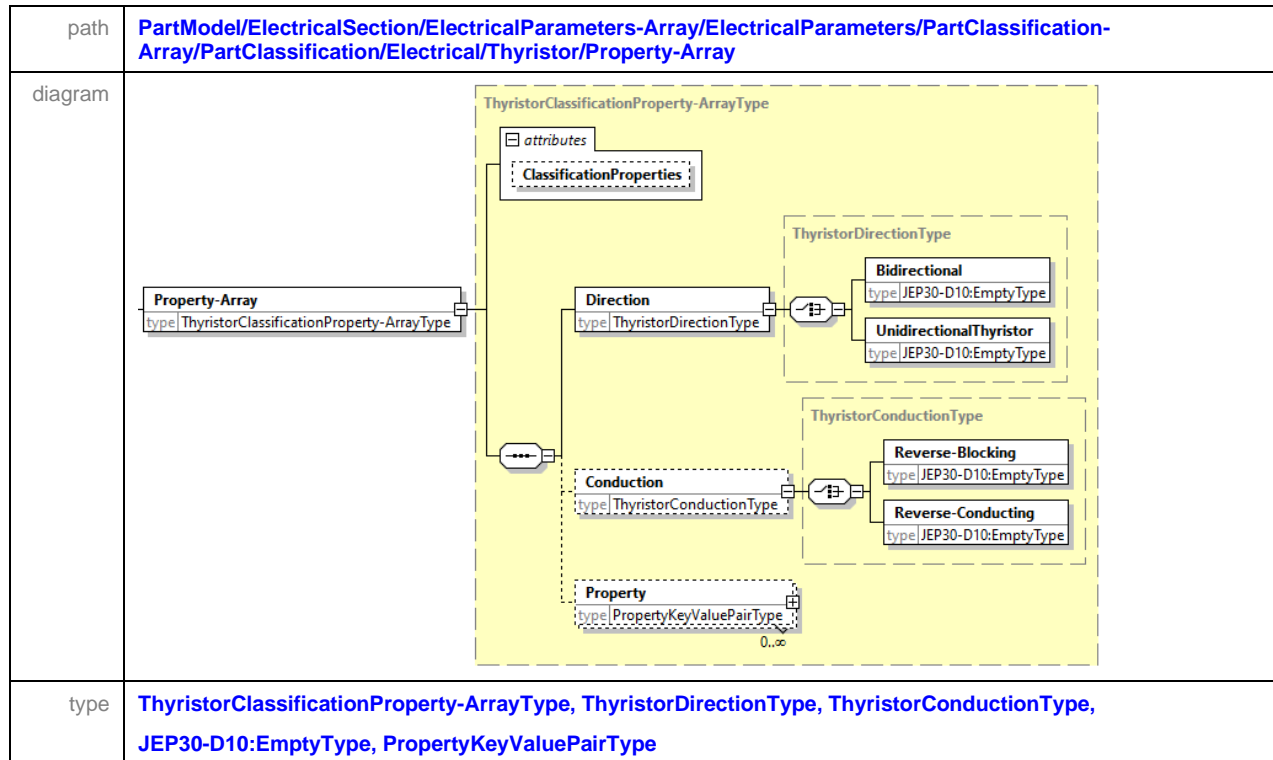 path
PartModel/ElectricalSection/ElectricalParameters-Array/ElectricalParameters/PartClassification-
Array/PartClassification/Electrical/Thyristor/Property-Array
diagram
ThyristorClassificationProperty-ArrayType
attributes
ClassificationProperties
Property-Array
type ThyristorClassificationProperty-ArrayType
Direction
type ThyristorDirectionType
ThyristorDirectionType
Bidirectional
type JEP30-D10:EmptyType
UnidirectionalThyristor
type JEP30-D10:EmptyType
Conduction
type ThyristorConductionType
ThyristorConductionType
Reverse-Blocking
type JEP30-D10:EmptyType
Reverse-Conducting
type JEP30-D10:EmptyType
Property
type PropertyKeyValuePairType
0..∞
type
ThyristorClassificationProperty-ArrayType, ThyristorDirectionType, ThyristorConductionType,
JEP30-D10:EmptyType, PropertyKeyValuePairType